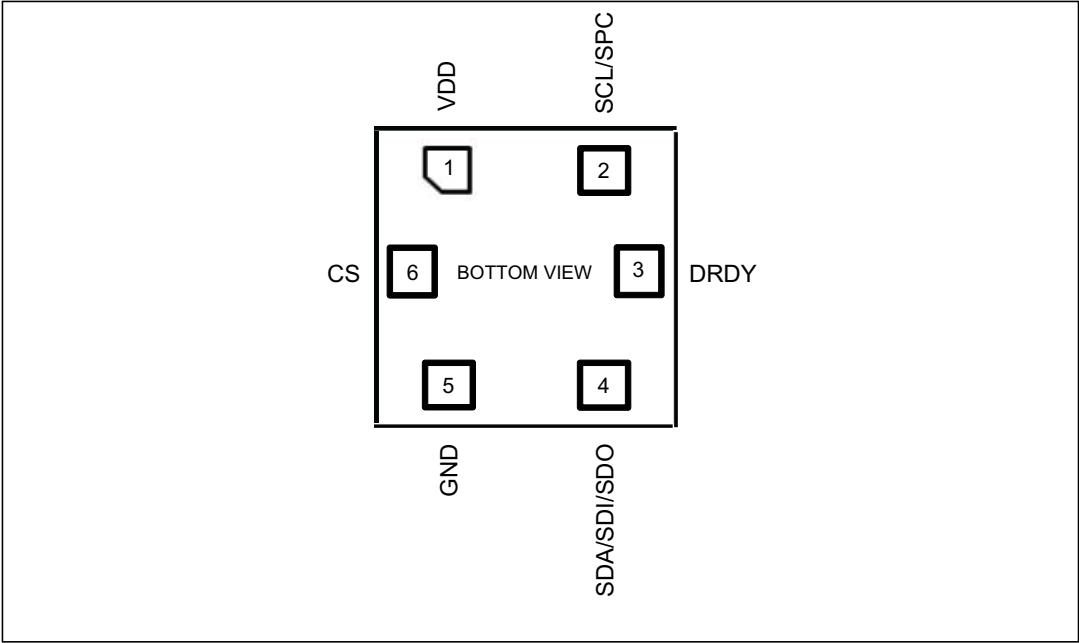 VDD
SCL/SPC
1
2
CS
6
BOTTOM VIEW
3
DRDY
5
4
GND
SDA/SDI/SDO